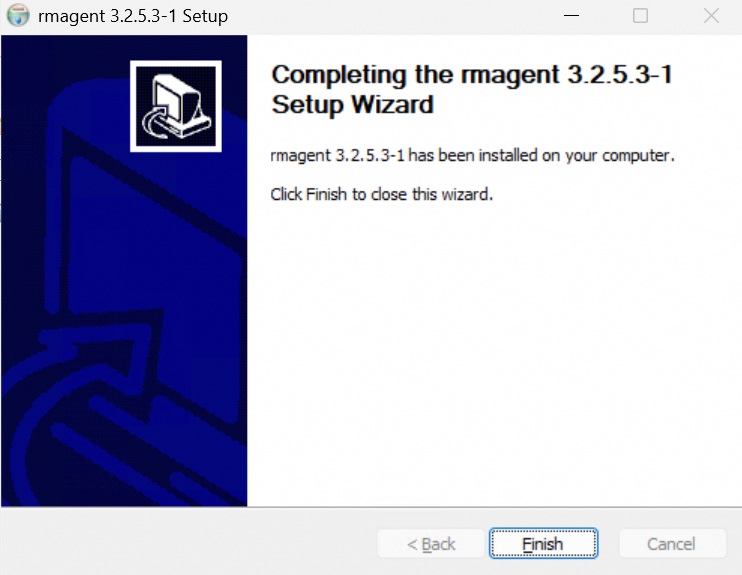 rmagent 3.2.5.3-1 Setup
Completing the rmagent 3.2.5.3-1
Setup Wizard
rmagent 3.2.5.3-1 has been installed on your computer.
Click Finish to close this wizard.
< Back
Finish
Cancel